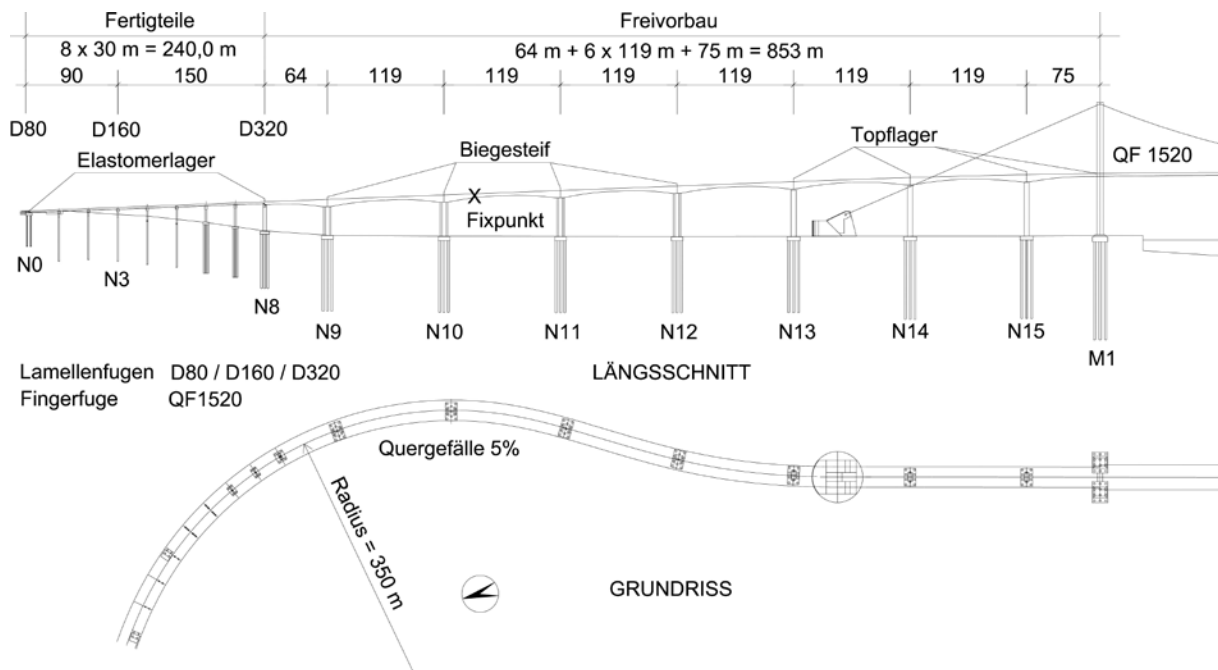 Fertigteile
Freivorbau
8 x 30 m = 240,0 m
64 m + 6 x 119 m + 75 m = 853 m
90
150
64
119
119
119
119
119
119
75
D80
D160
D320
Elastomerlager
Biegesteif
Topflager
QF 1520
X
Fixpunkt
N0
N3
N8
N9
N10
N11
N12
N13
N14
N15
M1
Lamellenfugen D80 / D160 / D320
LÄNGSSCHNITT
Fingerfuge QF1520
Quergefälle 5%
Radius = 350 m
GRUNDRISS